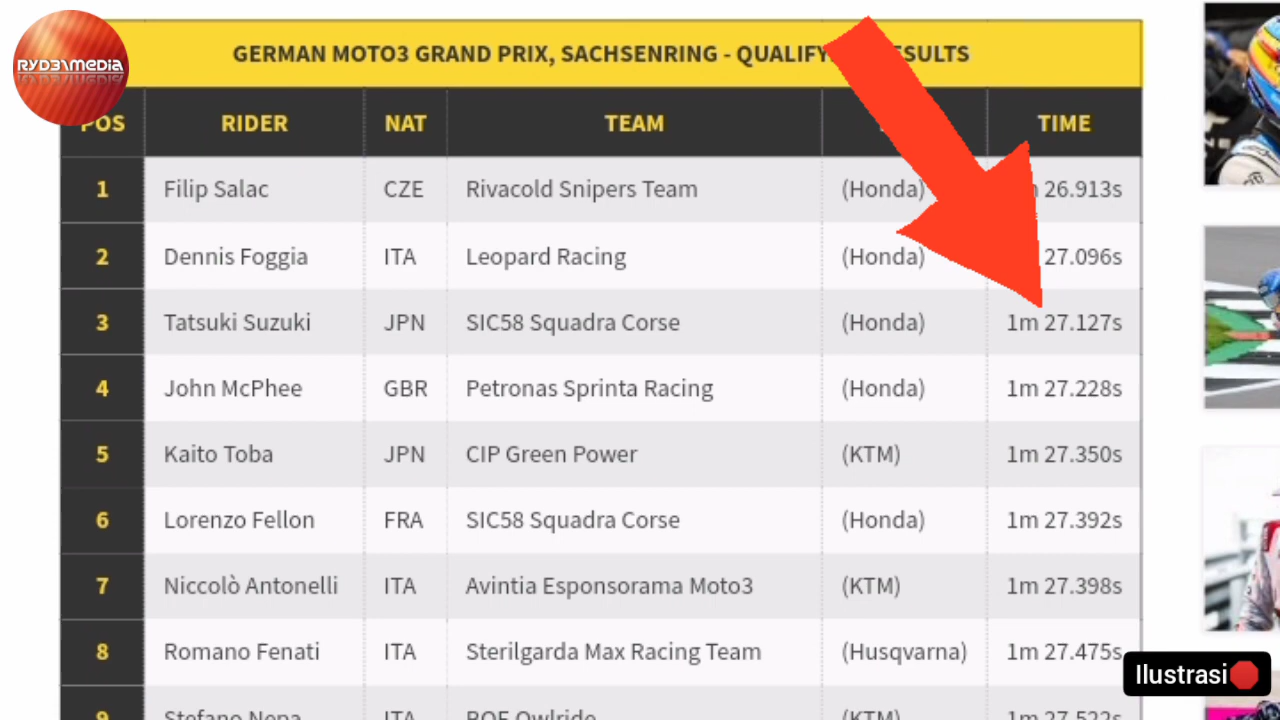 RYD3\media
GERMAN MOTO3 GRAND PRIX, SACHSENRING - QUALIFY ESULTS
POS RIDER NAT TEAM TIME
1 Filip Salac CZE Rivacold Snipers Team (Honda) 26.913s
2 Dennis Foggia ITA Leopard Racing (Honda) 27.096s
3 Tatsuki Suzuki JPN SIC58 Squadra Corse (Honda) 1m 27.127s
4 John McPhee GBR Petronas Sprinta Racing (Honda) 1m 27.228s
5 Kaito Toba JPN CIP Green Power (KTM) 1m 27.350s
6 Lorenzo Fellon FRA SIC58 Squadra Corse (Honda) 1m 27.392s
7 Niccolò Antonelli ITA Avintia Esponsorama Moto3 (KTM) 1m 27.398s
8 Romano Fenati ITA Sterilgarda Max Racing Team (Husqvarna) 1m 27.475s
9 Stefano Nepa ITA BOE Owlride (KTM) 1m 27.522s
Ilustrasi